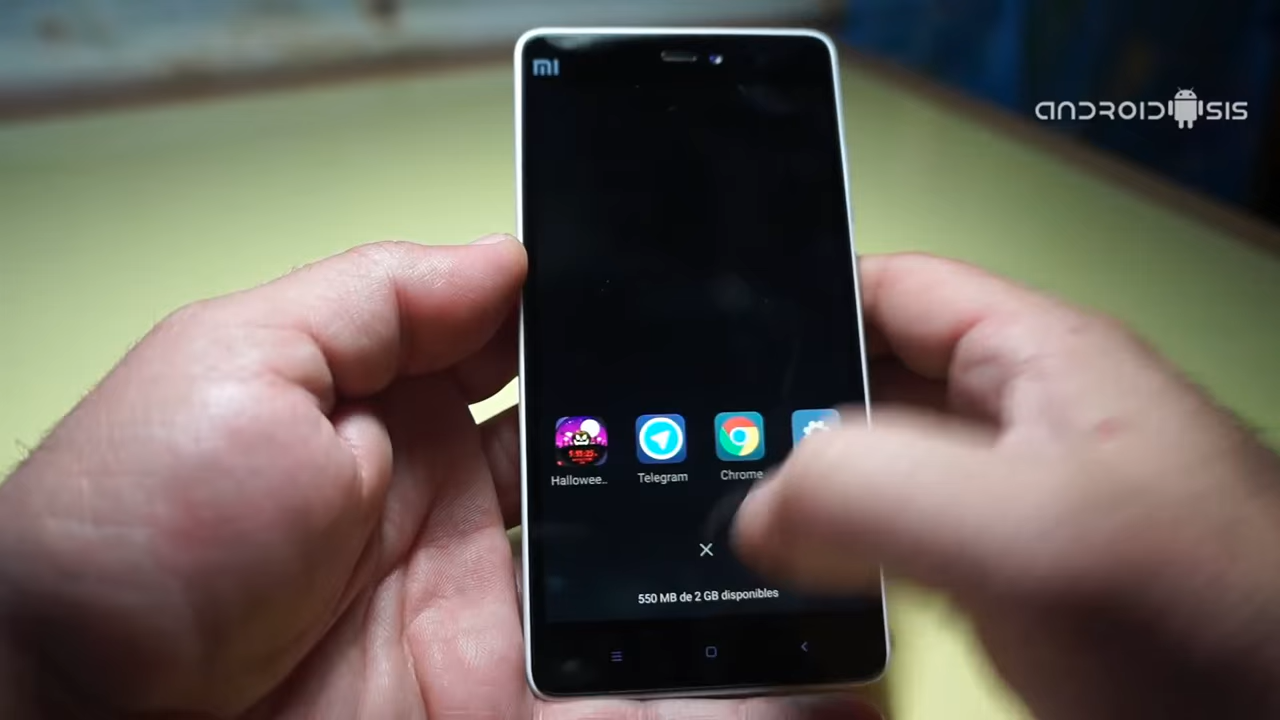 mi
ANDROIDSIS
Hallowee..
Telegram
Chrome
550 MB de 2 GB disponibles